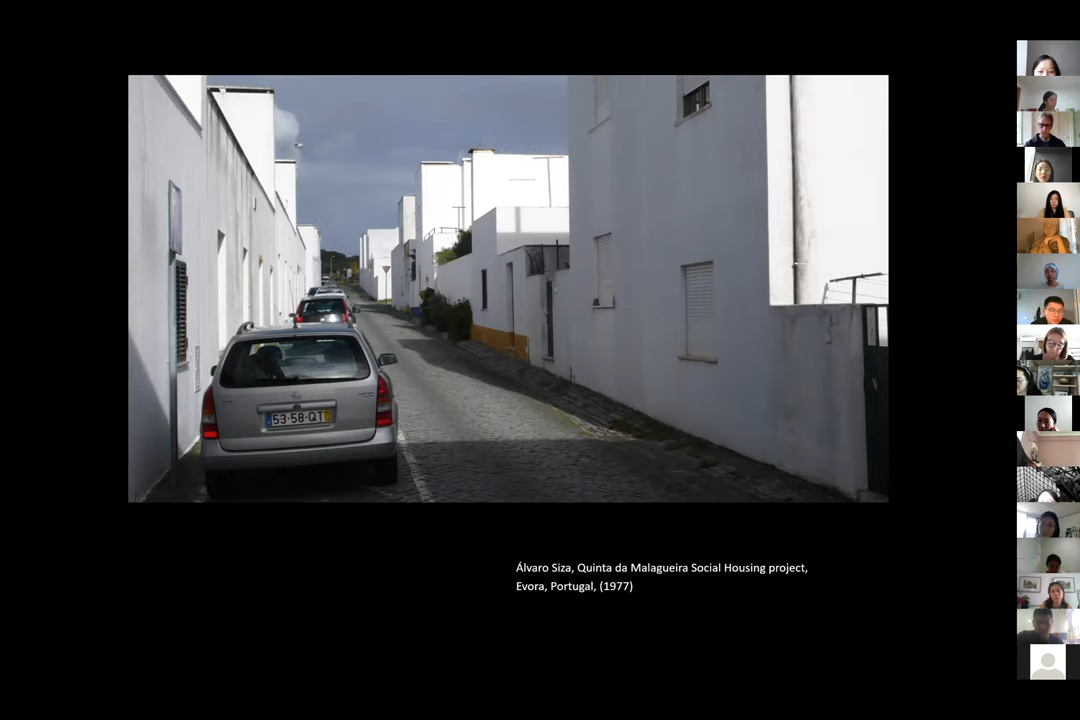 53-58-QT
Álvaro Siza, Quinta da Malagueira Social Housing project,
Evora, Portugal, (1977)